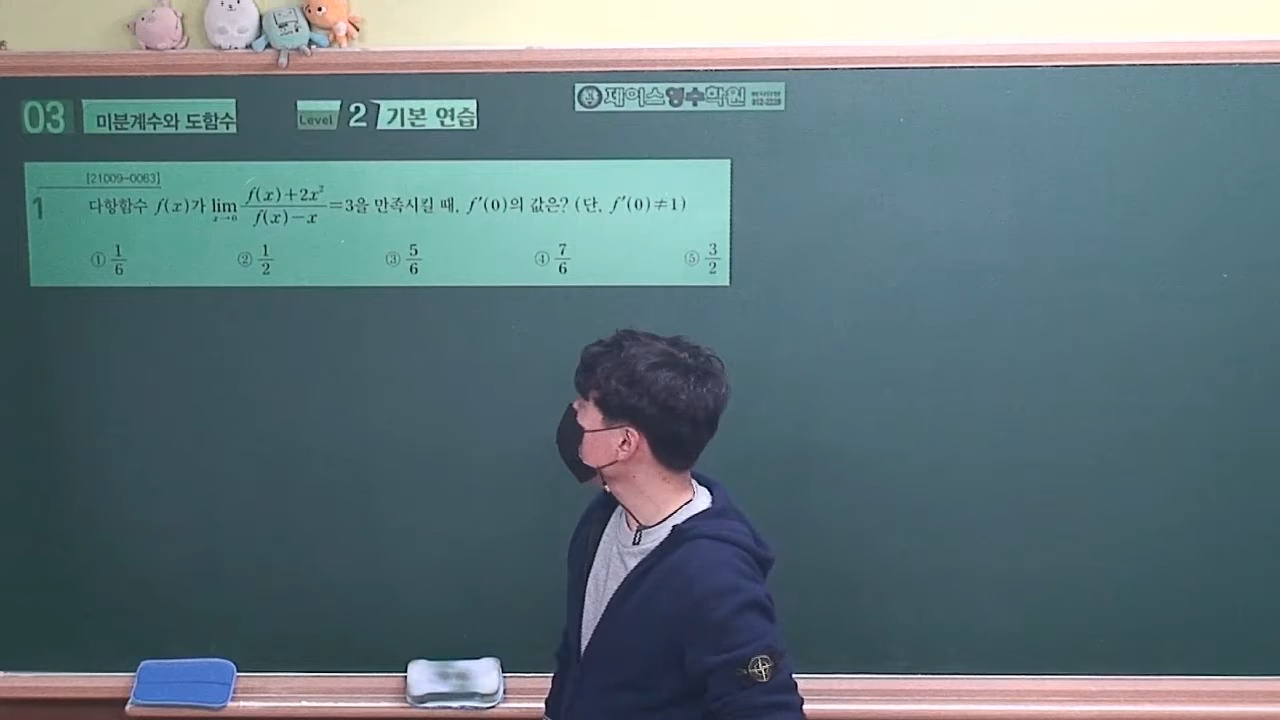 03 미분계수와 도함수 Level 2 기본 연습
제이스영수학원
[21009-0063]
1 다항함수 f(x)가 lim x→0 (f(x)+2x²)/(f(x)-x) =3을 만족시킬 때, f′(0)의 값은? (단, f′(0)≠1)
① 1/6 ② 1/2 ③ 5/6 ④ 7/6 ⑤ 3/2